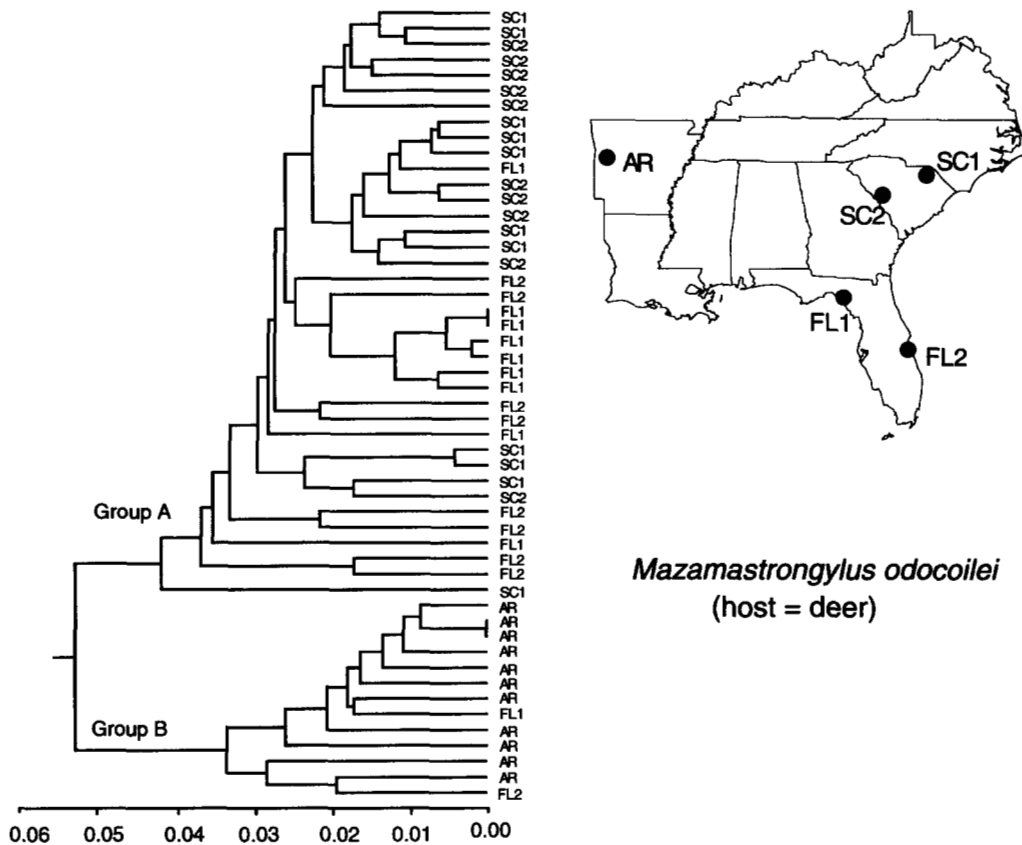 SC1
SC1
SC2
SC2
SC2
SC2
SC2
SC1
SC1
SC1
FL1
SC2
SC2
SC2
SC1
SC1
SC2
FL2
FL2
FL1
FL1
FL1
FL1
FL1
FL1
FL2
FL2
FL1
SC1
SC1
SC1
SC2
FL2
FL2
FL1
FL2
FL2
SC1
AR
AR
AR
AR
AR
AR
AR
FL1
AR
AR
AR
AR
FL2
Group A
Group B
0.06 0.05 0.04 0.03 0.02 0.01 0.00
AR
SC1
SC2
FL1
FL2
Mazamastrongylus odocoilei
(host = deer)